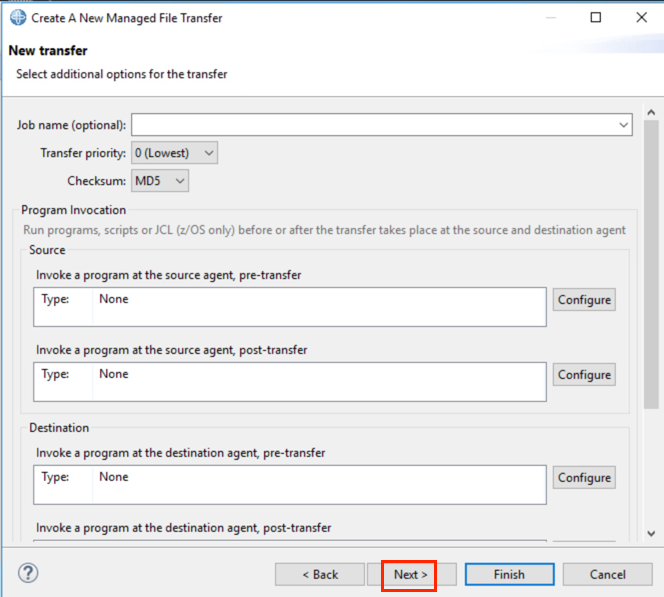 Create A New Managed File Transfer
New transfer
Select additional options for the transfer
Job name (optional):
Transfer priority: 0 (Lowest)
Checksum: MD5
Program Invocation
Run programs, scripts or JCL (z/OS only) before or after the transfer takes place at the source and destination agent
Source
Invoke a program at the source agent, pre-transfer
Type: None Configure
Invoke a program at the source agent, post-transfer
Type: None Configure
Destination
Invoke a program at the destination agent, pre-transfer
Type: None Configure
Invoke a program at the destination agent, post-transfer
? < Back Next > Finish Cancel